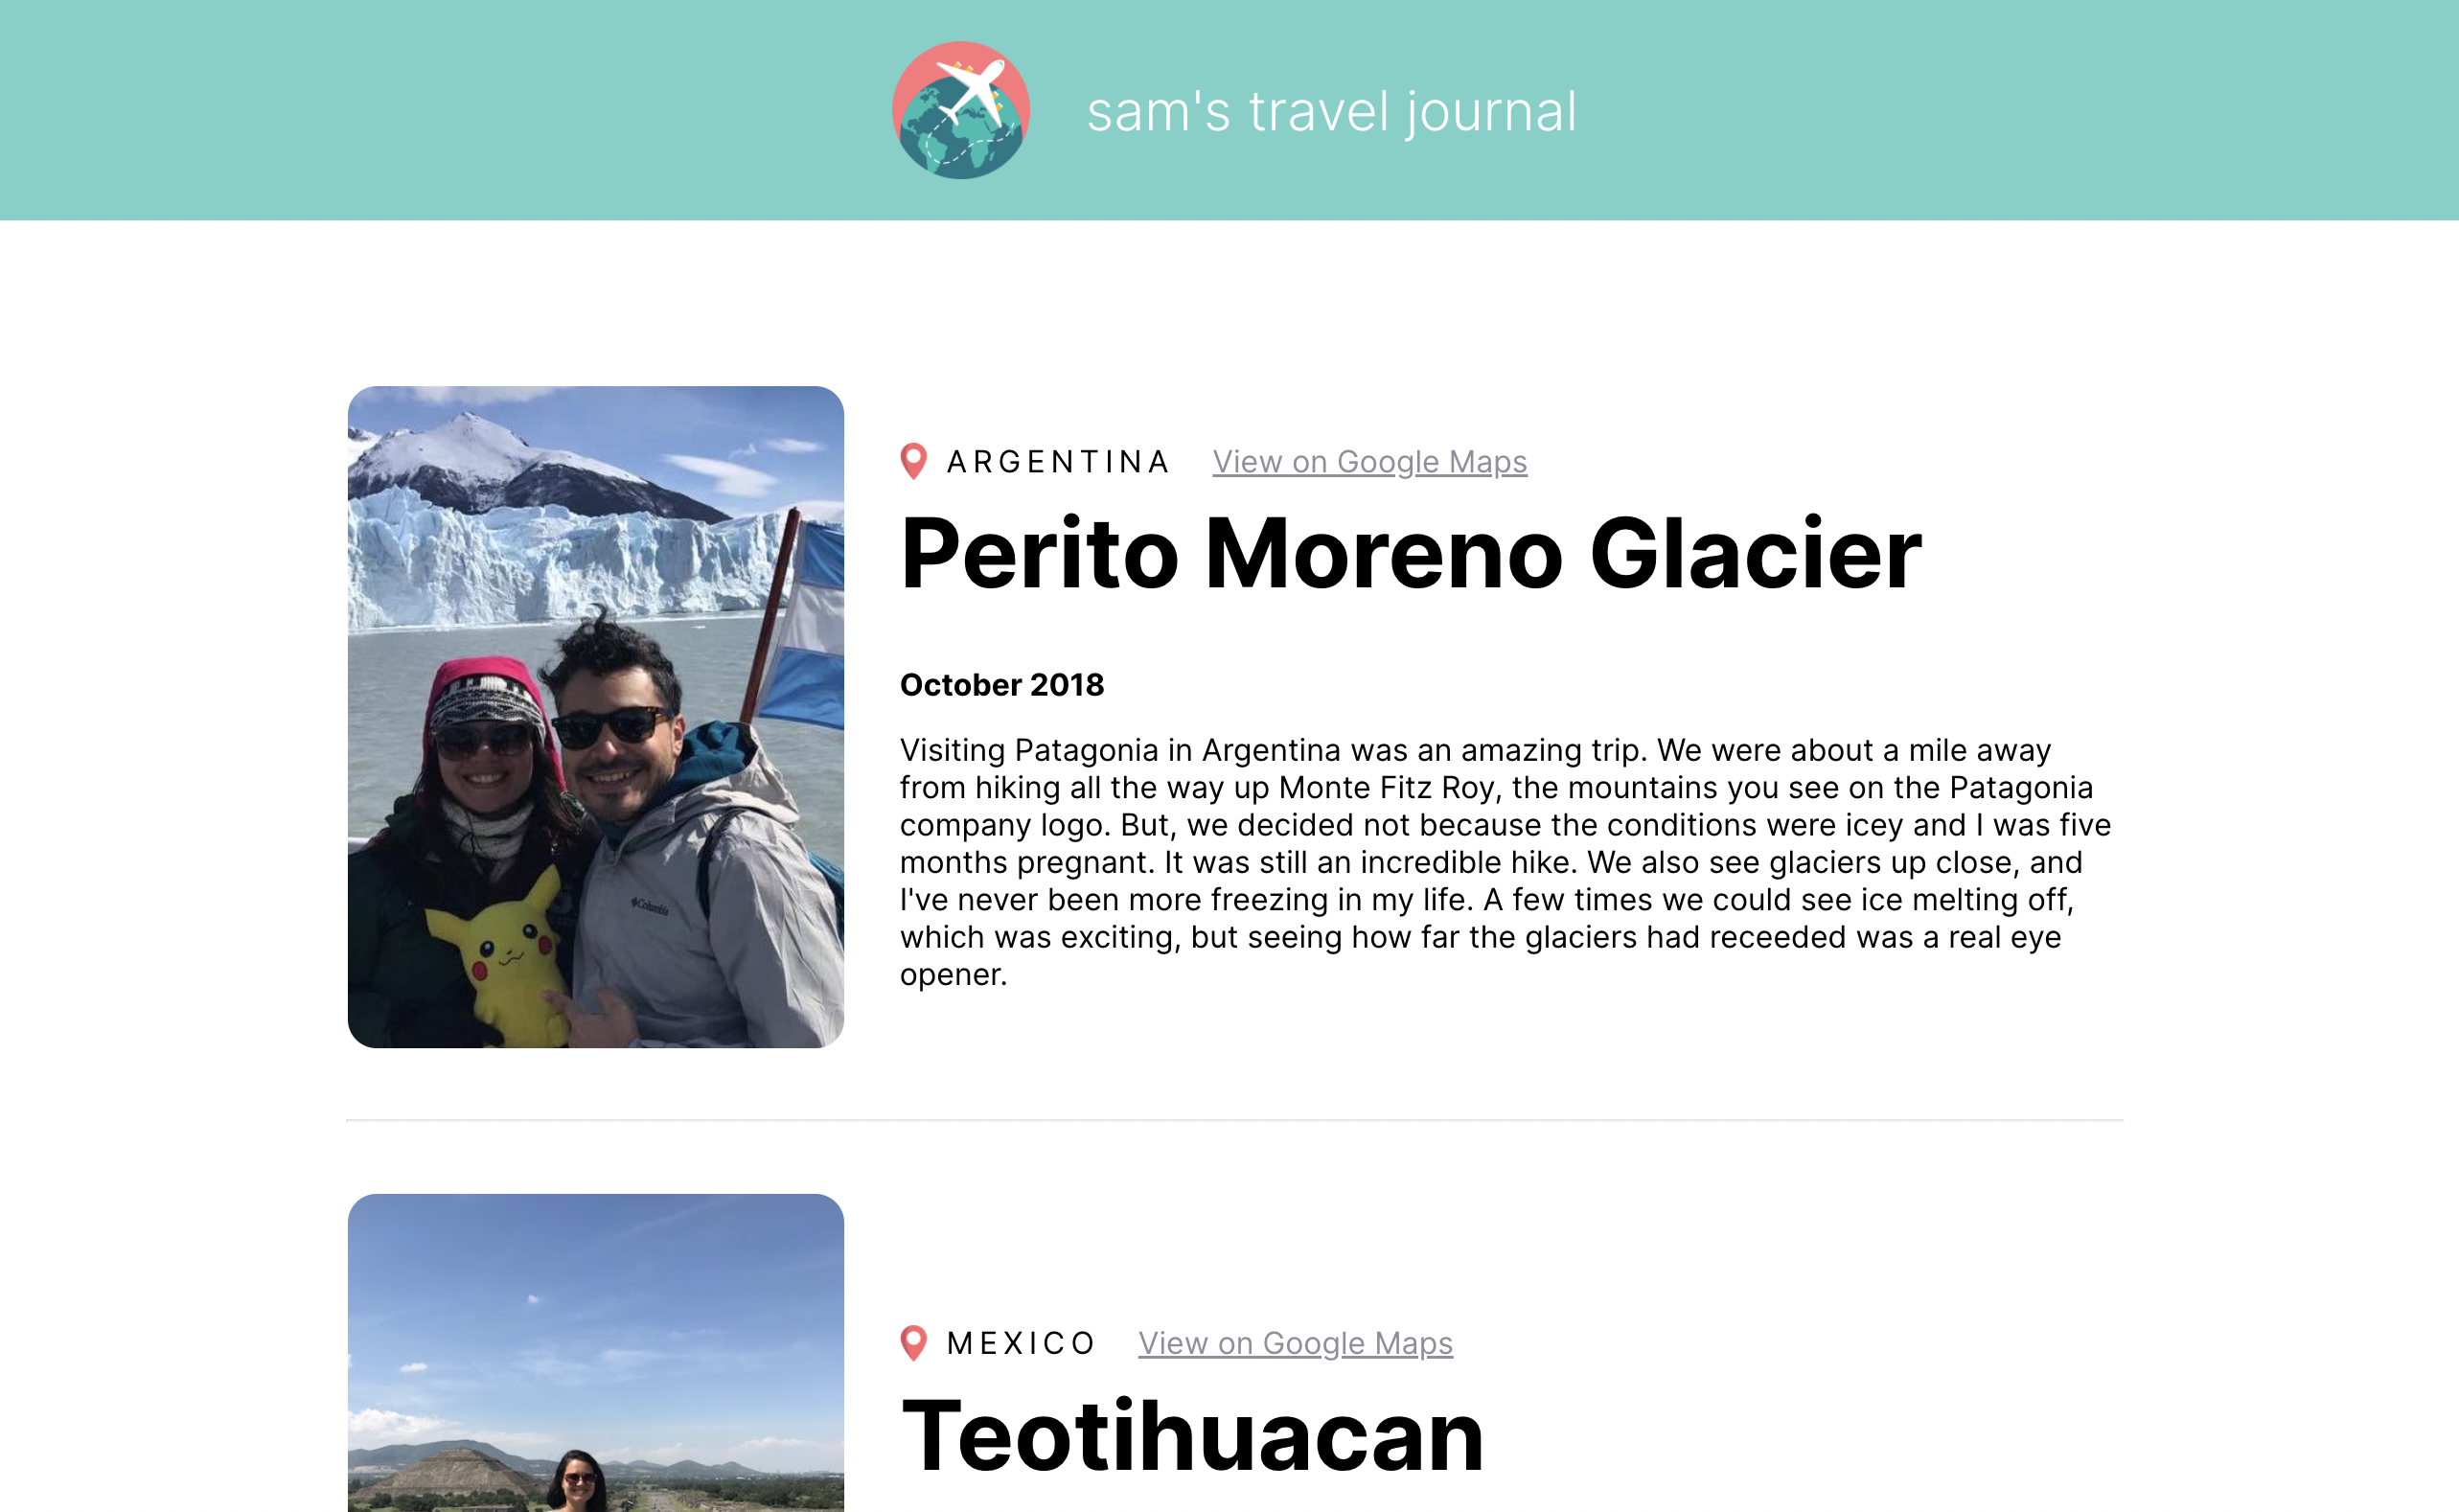 sam's travel journal
ARGENTINA View on Google Maps
Perito Moreno Glacier
October 2018
Visiting Patagonia in Argentina was an amazing trip. We were about a mile away
from hiking all the way up Monte Fitz Roy, the mountains you see on the Patagonia
company logo. But, we decided not because the conditions were icey and I was five
months pregnant. It was still an incredible hike. We also see glaciers up close, and
I've never been more freezing in my life. A few times we could see ice melting off,
which was exciting, but seeing how far the glaciers had receeded was a real eye
opener.
Columbia
MEXICO View on Google Maps
Teotihuacan